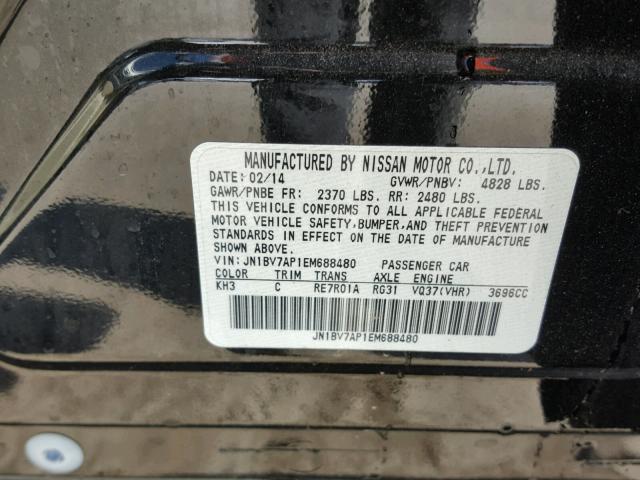 MANUFACTURED BY NISSAN MOTOR CO.,LTD.
DATE: 02/14 GVWR/PNBV: 4828 LBS.
GAWR/PNBE FR: 2370 LBS. RR: 2480 LBS.
THIS VEHICLE CONFORMS TO ALL APPLICABLE FEDERAL
MOTOR VEHICLE SAFETY,BUMPER,AND THEFT PREVENTION
STANDARDS IN EFFECT ON THE DATE OF MANUFACTURE
SHOWN ABOVE.
VIN: JN1BV7AP1EM688480 PASSENGER CAR
COLOR TRIM TRANS AXLE ENGINE
KH3 C RE7R01A RG31 VQ37(VHR) 3696CC
JN1BV7AP1EM688480